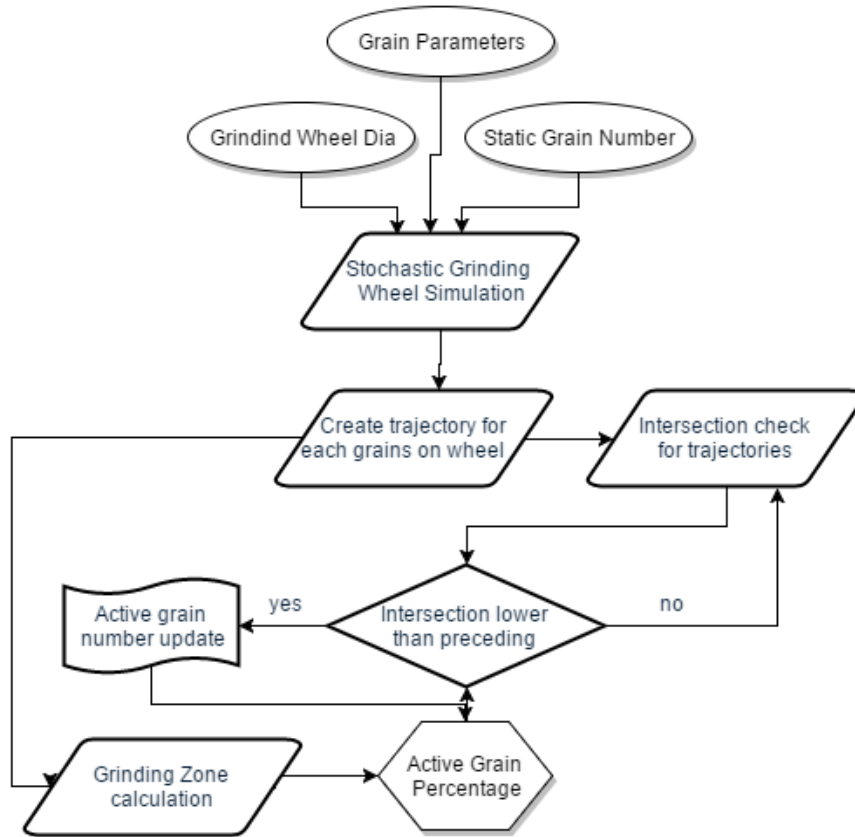 Grain Parameters
Grindind Wheel Dia
Static Grain Number
Stochastic Grinding
Wheel Simulation
Create trajectory for
each grains on wheel
Intersection check
for trajectories
Active grain
number update
yes
Intersection lower
than preceding
no
Grinding Zone
calculation
Active Grain
Percentage